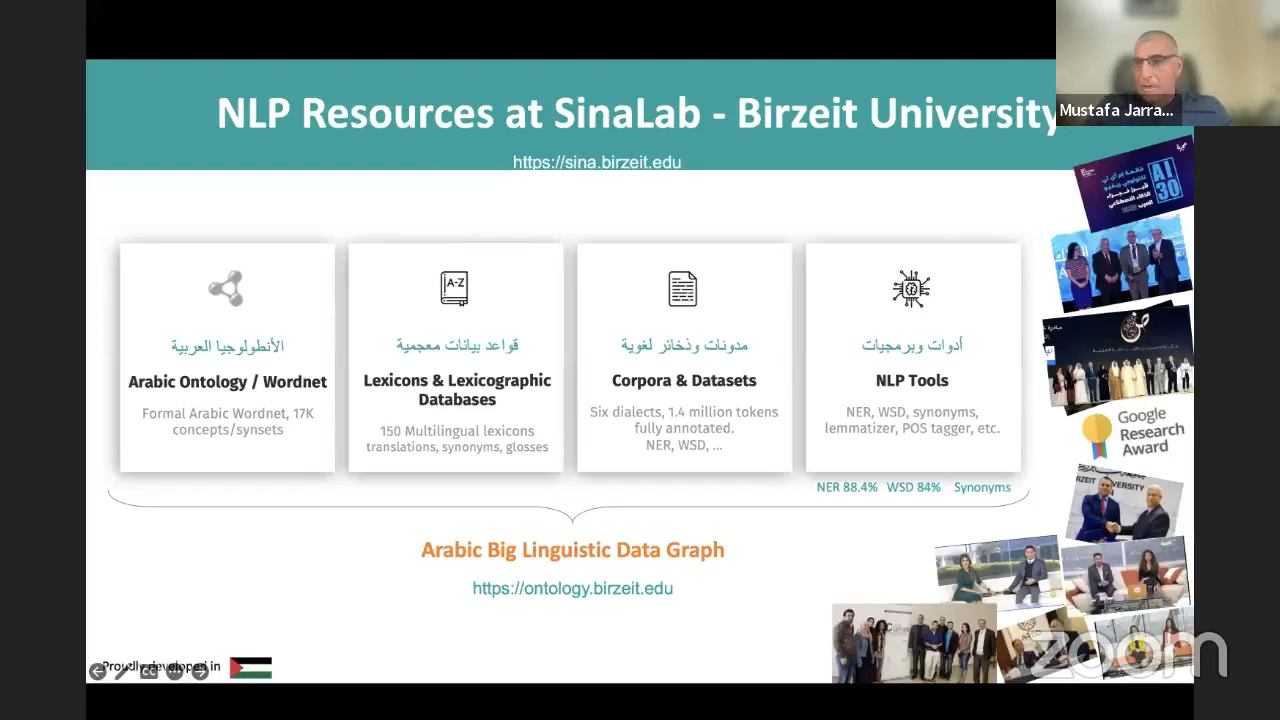 NLP Resources at SinaLab - Birzeit University
https://sina.birzeit.edu
Mustafa Jarra...
الأنطولوجيا العربية
Arabic Ontology / Wordnet
Formal Arabic Wordnet, 17K
concepts/synsets
قواعد بيانات معجمية
Lexicons & Lexicographic
Databases
150 Multilingual lexicons
translations, synonyms, glosses
مدونات وذخائر لغوية
Corpora & Datasets
Six dialects, 1.4 million tokens
fully annotated.
NER, WSD, ...
أدوات وبرمجيات
NLP Tools
NER, WSD, synonyms,
lemmatizer, POS tagger, etc.
NER 88.4% WSD 84% Synonyms
Arabic Big Linguistic Data Graph
https://ontology.birzeit.edu
AI
30
Google
Research
Award
BIRZEIT UNIVERSITY
Proudly developed in
CC
zoom